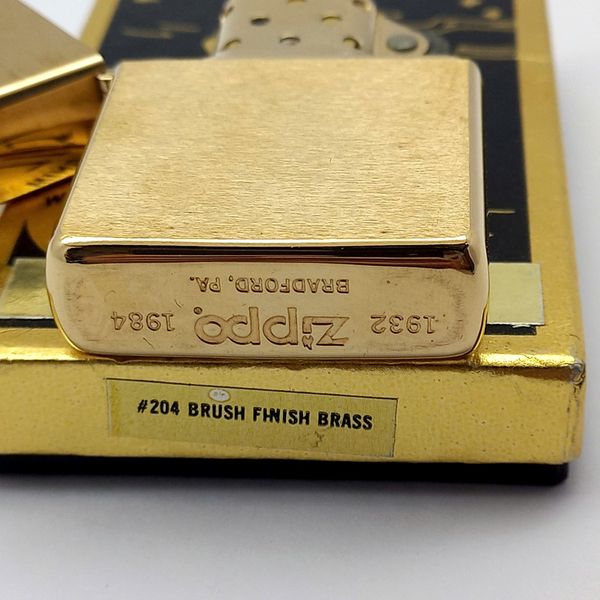 1932 Zippo® 1984
BRADFORD, PA.
#204 BRUSH FINISH BRASS